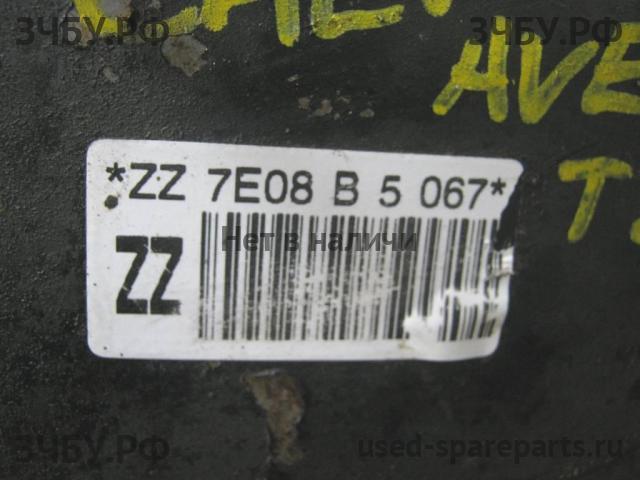 ЗЧБУ.РФ
ЗЧБУ.РФ
AVE
T
*ZZ 7E08 B 5 067*
ZZ
Нет в наличи
ЗЧБУ.РФ
used-spareparts.ru